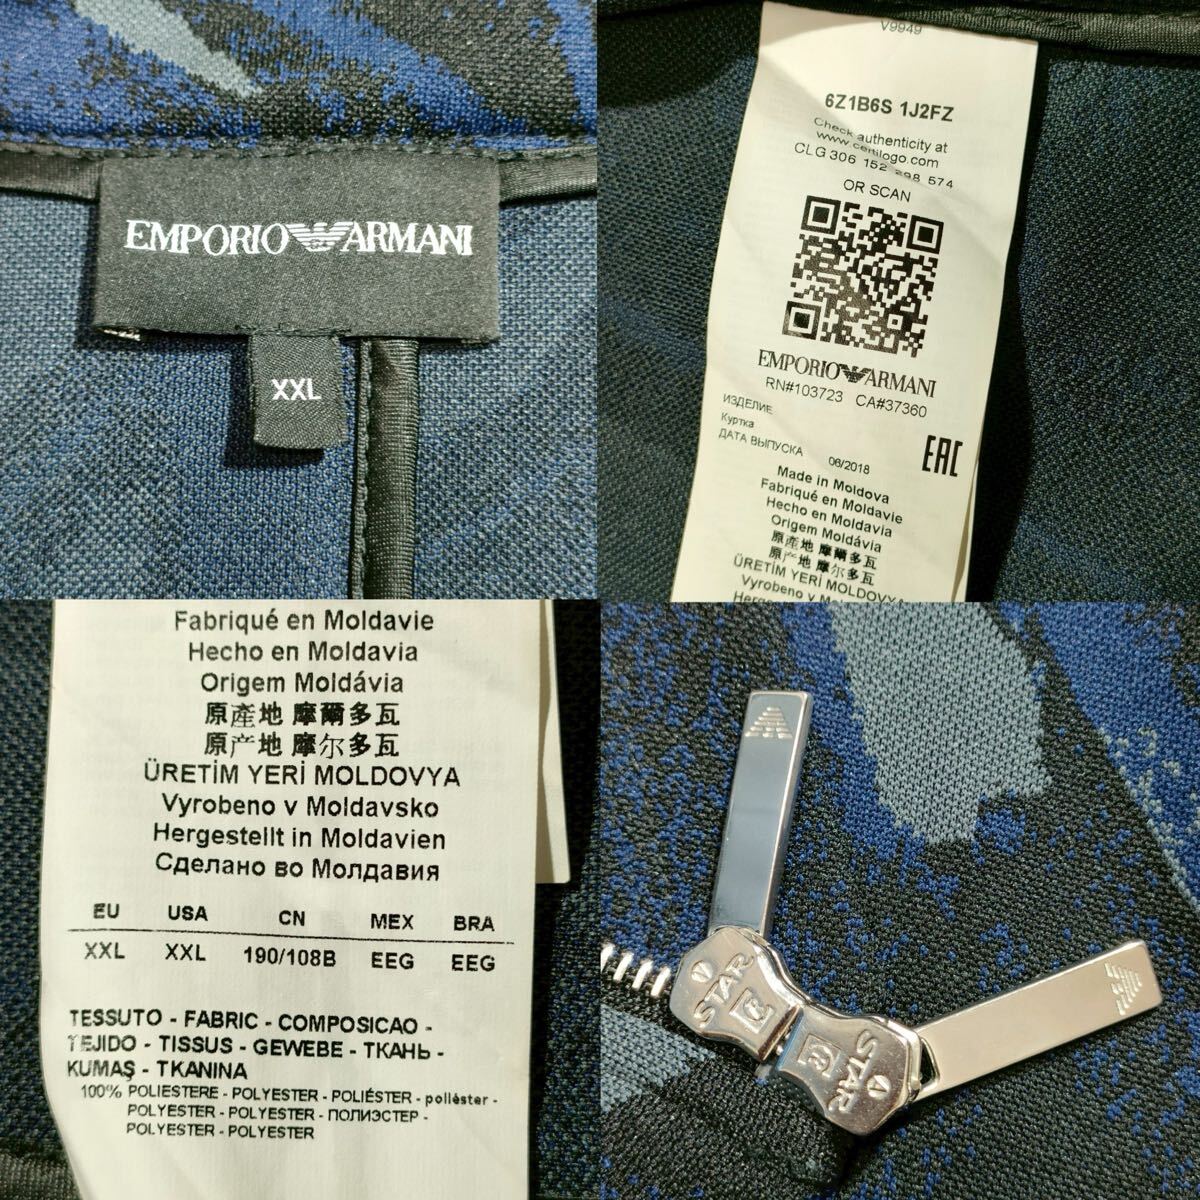 EMPORIO ARMANI
XXL
V9949
6Z1B6S 1J2FZ
Check authenticity at
www.certilogo.com
CLG 306 152 298 574
OR SCAN
EMPORIO ARMANI
RN#103723 CA#37360
ИЗДЕЛИЕ
Куртка
ДАТА ВЫПУСКА
06/2018
EAC
Made in Moldova
Fabriqué en Moldavie
Hecho en Moldavia
Origem Moldávia
原產地 摩爾多瓦
原产地 摩尔多瓦
ÜRETİM YERİ MOLDOVYA
Vyrobeno v
Fabriqué en Moldavie
Hecho en Moldavia
Origem Moldávia
原產地 摩爾多瓦
原产地 摩尔多瓦
ÜRETİM YERİ MOLDOVYA
Vyrobeno v Moldavsko
Hergestellt in Moldavien
Сделано во Молдавия
EU USA CN MEX BRA
XXL XXL 190/108B EEG EEG
TESSUTO - FABRIC - COMPOSICAO -
TEJIDO - TISSUS - GEWEBE - ТКАНЬ -
KUMAŞ - TKANINA
100% POLIESTERE - POLYESTER - POLIÉSTER - poliéster -
POLYESTER - POLYESTER - ПОЛИЭСТЕР -
POLYESTER - POLYESTER
STAR
STAR